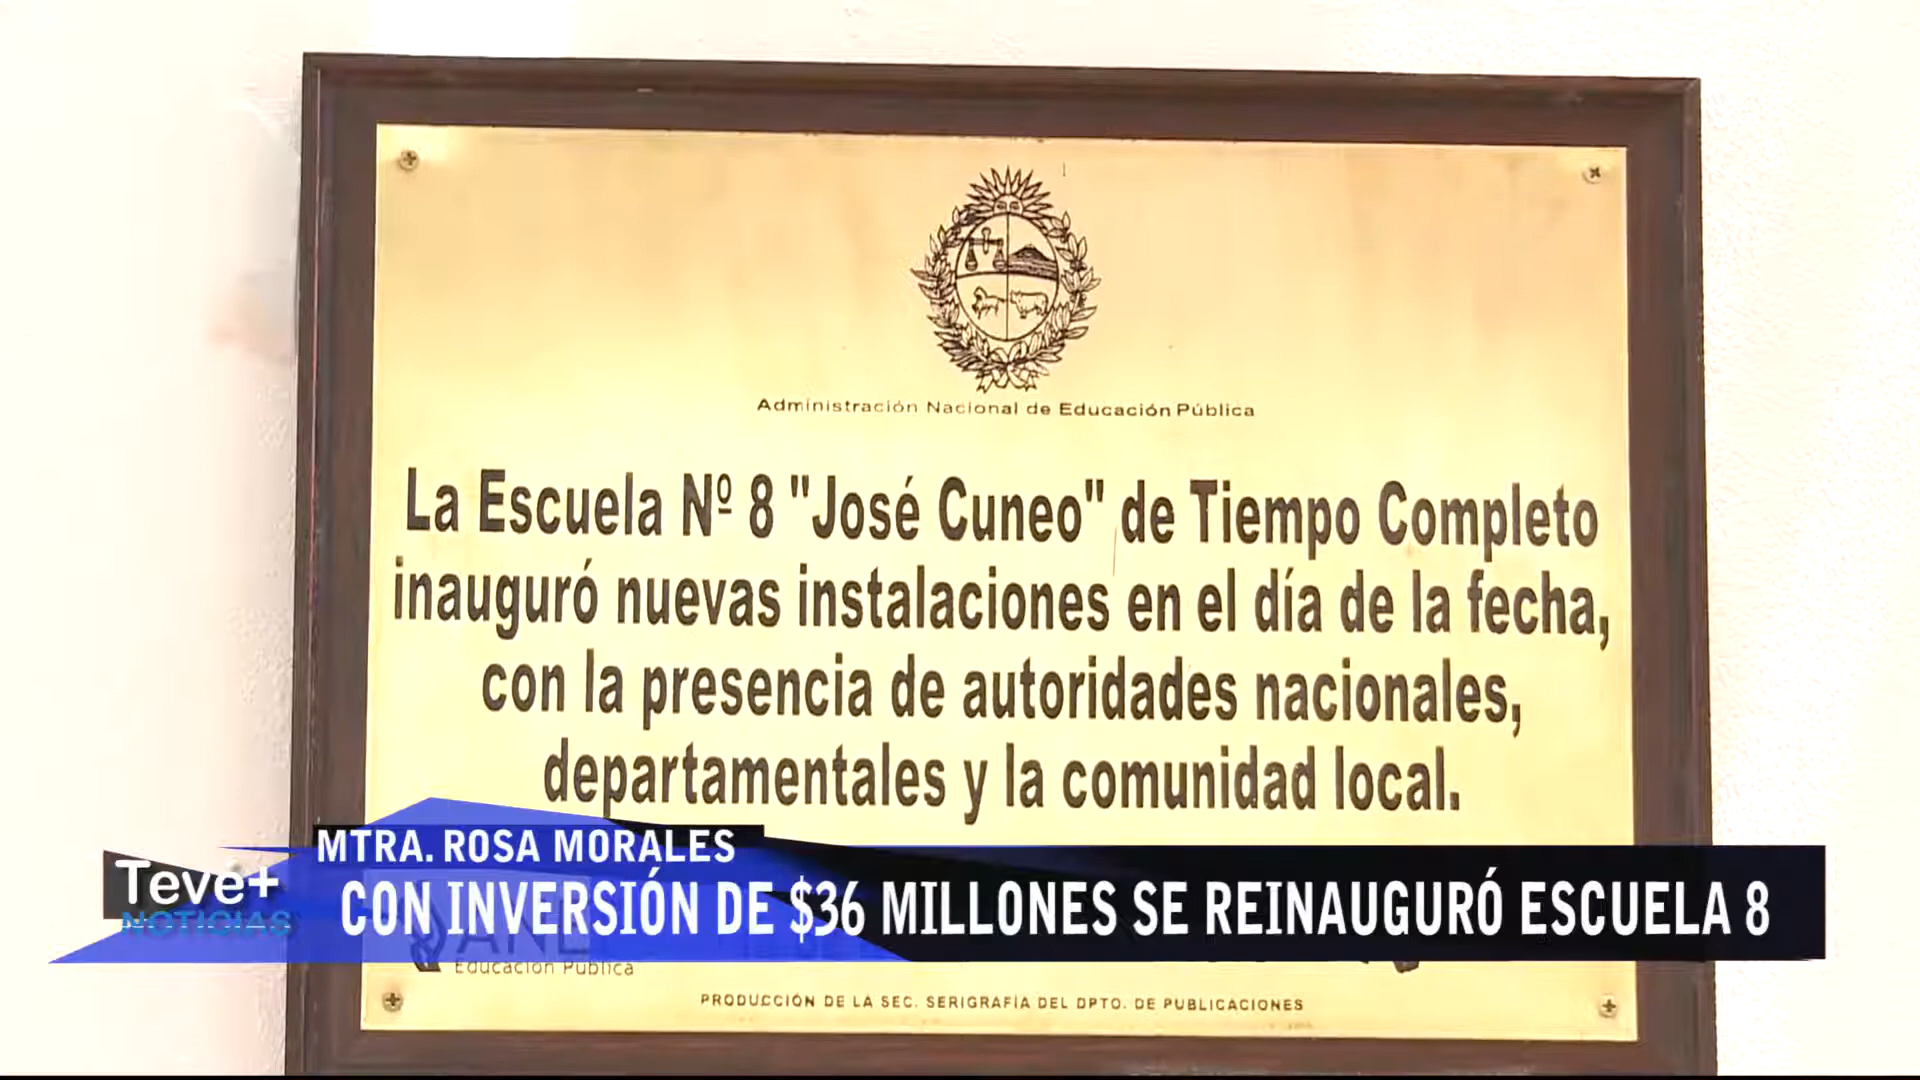 Administración Nacional de Educación Pública
La Escuela Nº 8 "José Cuneo" de Tiempo Completo
inauguró nuevas instalaciones en el día de la fecha,
con la presencia de autoridades nacionales,
departamentales y la comunidad local.
MTRA. ROSA MORALES
Teve+
NOTICIAS
CON INVERSIÓN DE $36 MILLONES SE REINAUGURÓ ESCUELA 8
Educación Pública
PRODUCCIÓN DE LA SEC. SERIGRAFÍA DEL DPTO. DE PUBLICACIONES